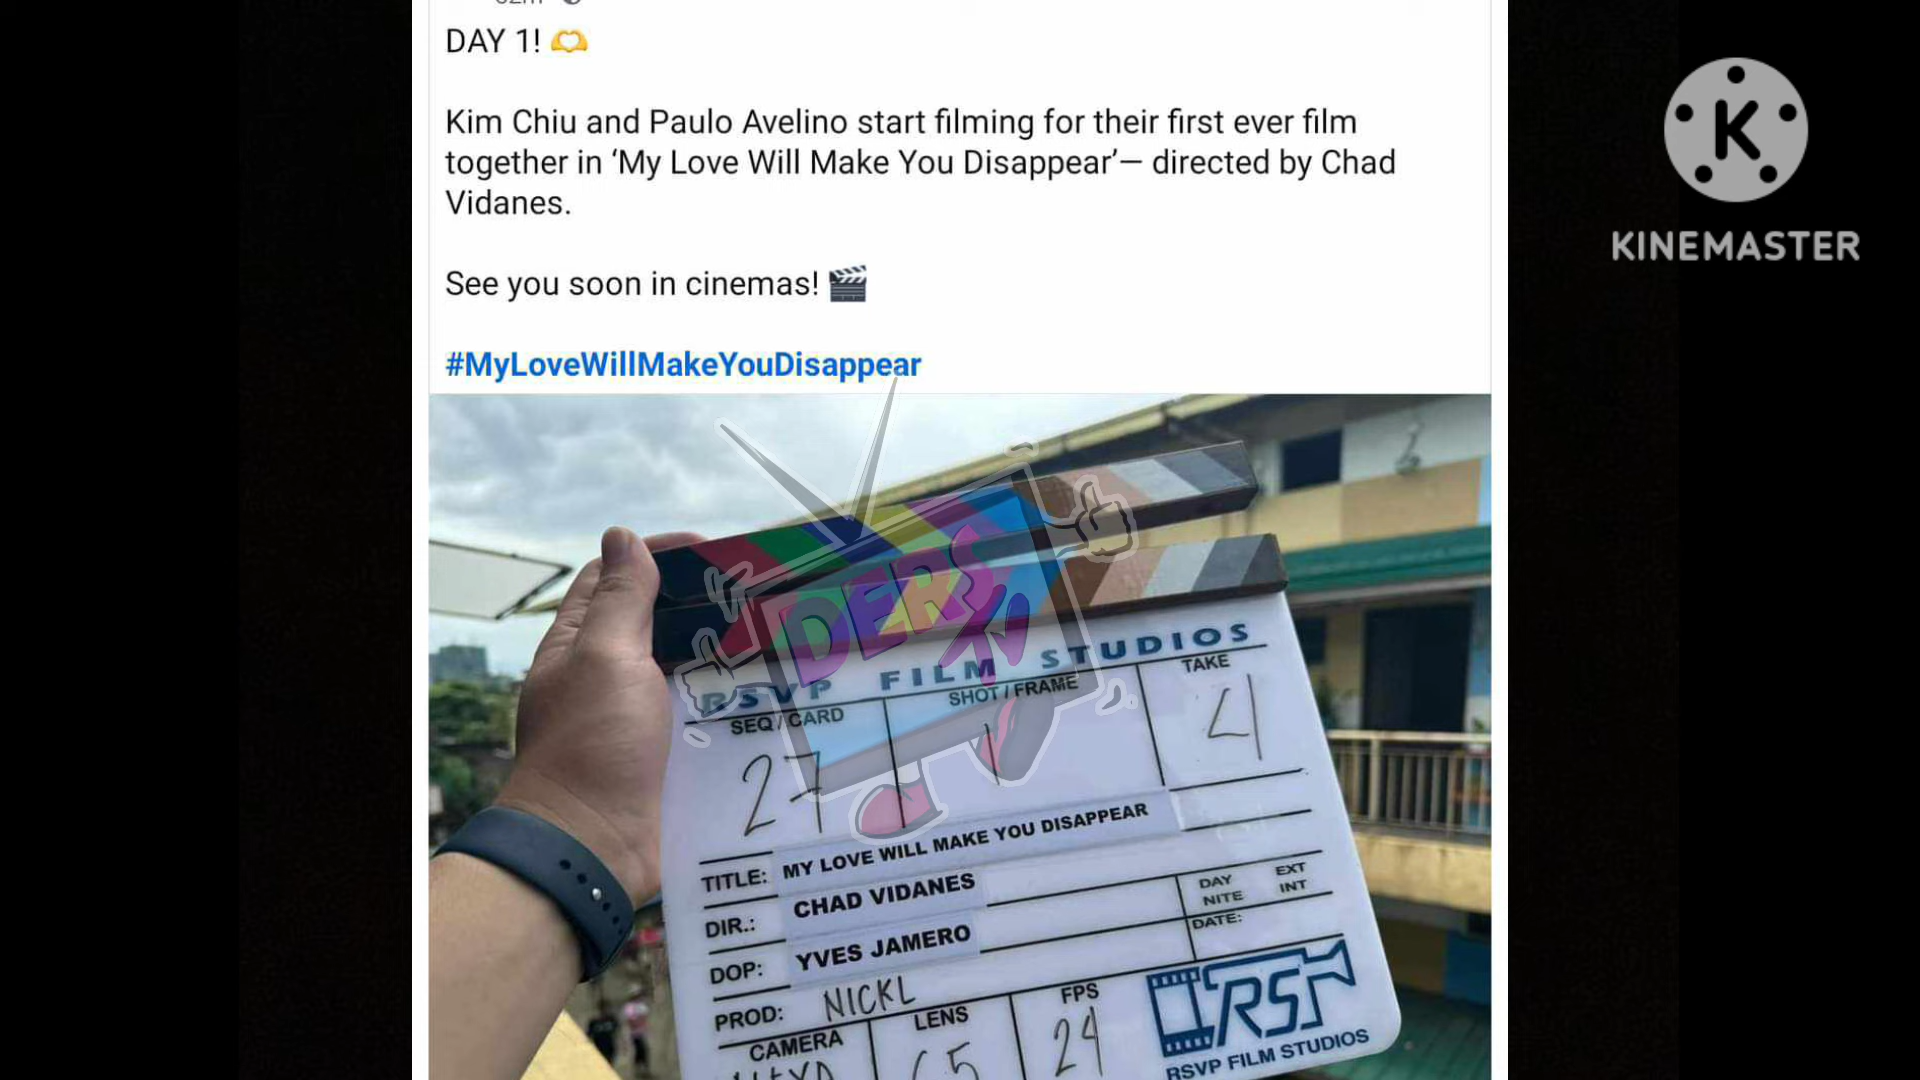 DAY 1! 🫶
Kim Chiu and Paulo Avelino start filming for their first ever film
together in ‘My Love Will Make You Disappear’— directed by Chad
Vidanes.
See you soon in cinemas! 🎬
#MyLoveWillMakeYouDisappear
K
KINEMASTER
DERS TV
RSVP FILM STUDIOS
SEQ / CARD SHOT / FRAME TAKE
27 1 4
TITLE: MY LOVE WILL MAKE YOU DISAPPEAR
DIR.: CHAD VIDANES
DAY EXT
NITE INT
DOP: YVES JAMERO
DATE:
PROD: NICKL
CAMERA LENS FPS
65 24
RSVP FILM STUDIOS